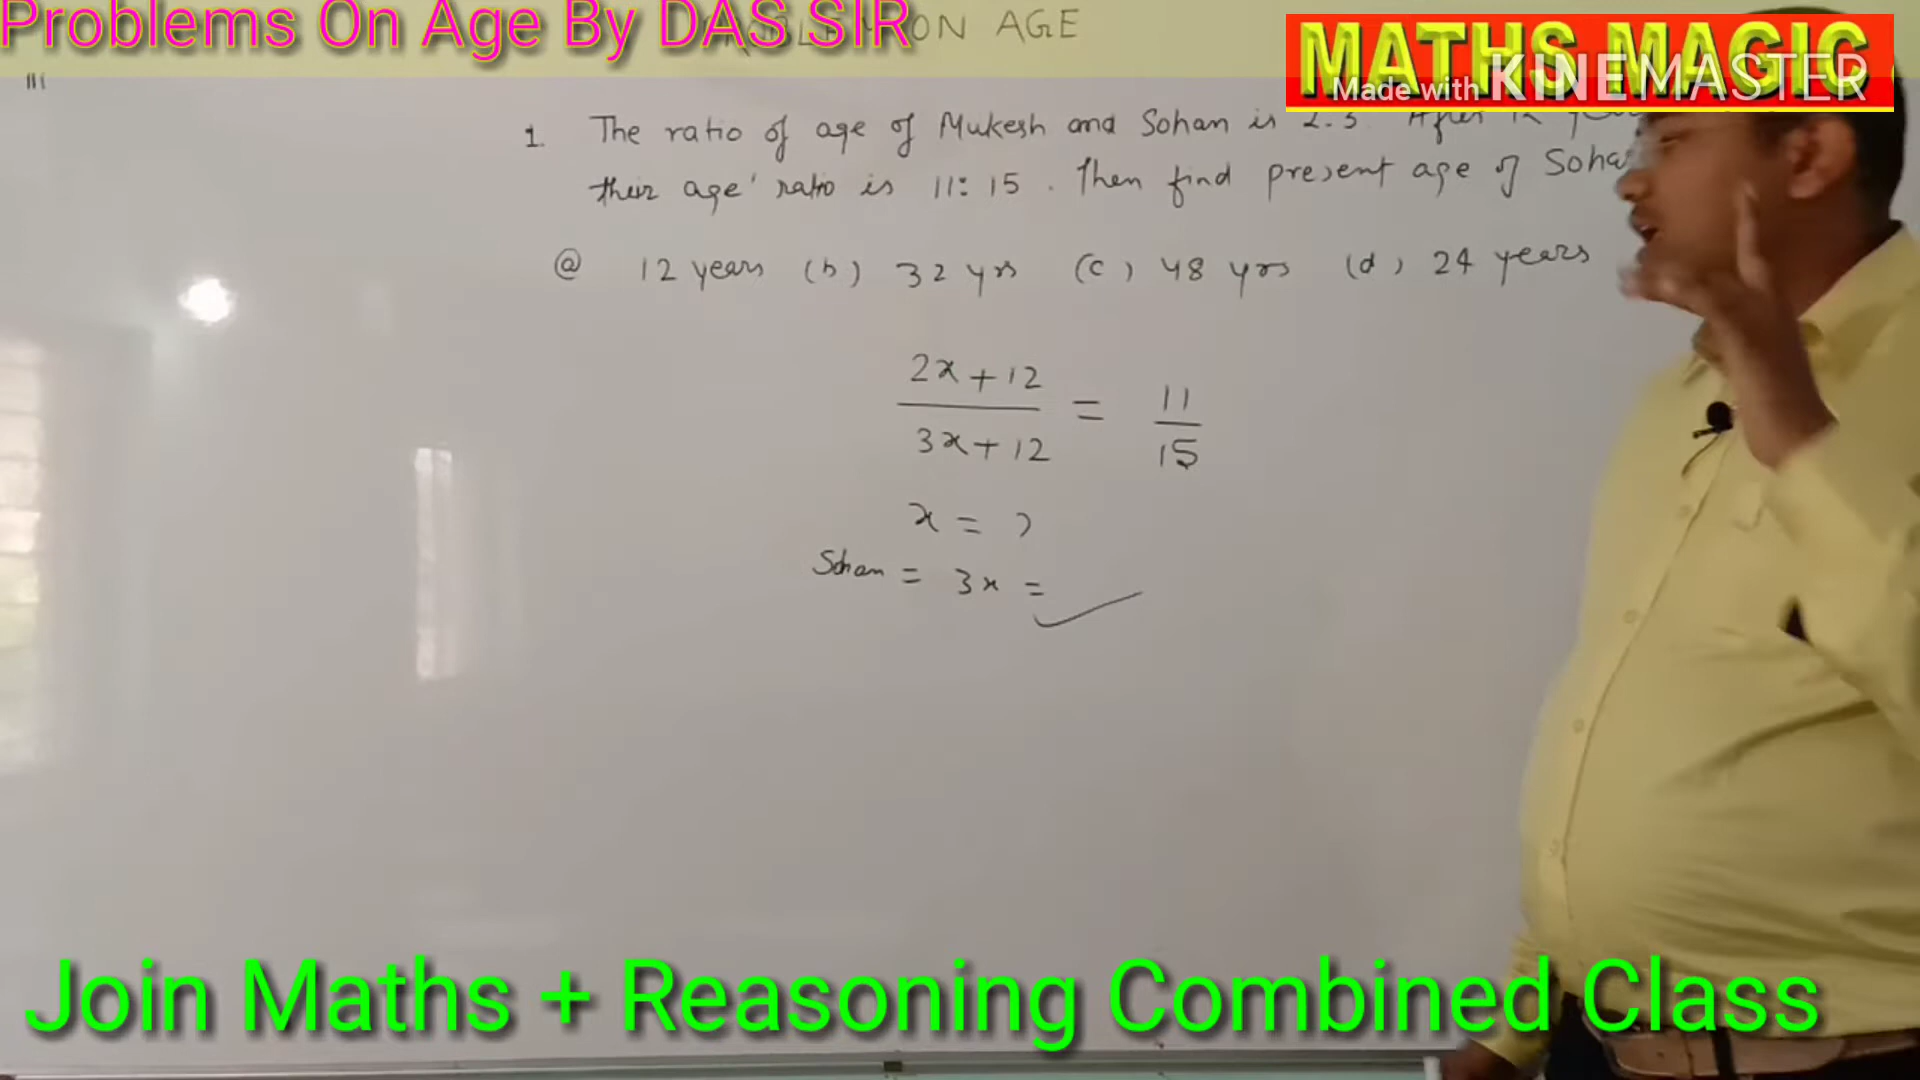 Problems On Age By DAS SIR
ON AGE
MATHS MAGIC
Made with KINEMASTER
1. The ratio of age of Mukesh and Sohan is 2:3 After 12
their age' ratio is 11:15. Then find present age of Soha
@ 12 years (b) 32 yrs (c) 48 yrs (d) 24 years
2x+12 / 3x+12 = 11 / 15
x = ?
Sohan = 3x =
Join Maths + Reasoning Combined Class